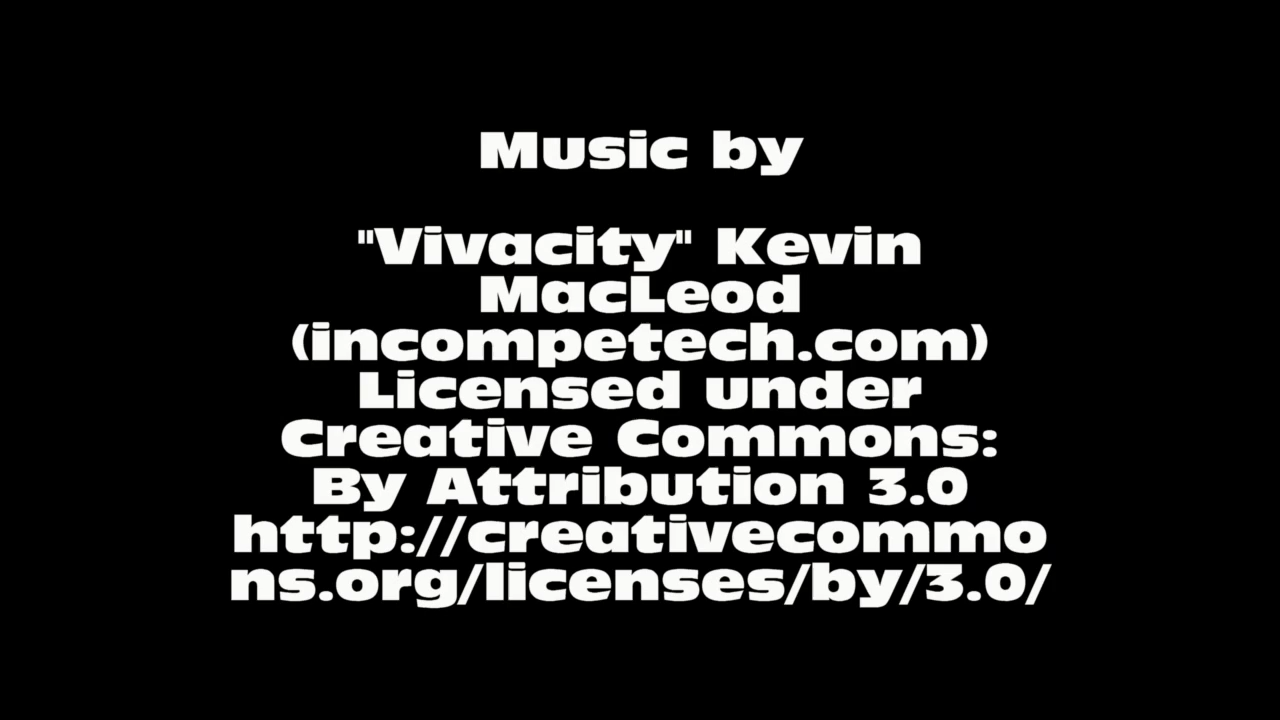 Music by
"Vivacity" Kevin
MacLeod
(incompetech.com)
Licensed under
Creative Commons:
By Attribution 3.0
http://creativecommo
ns.org/licenses/by/3.0/